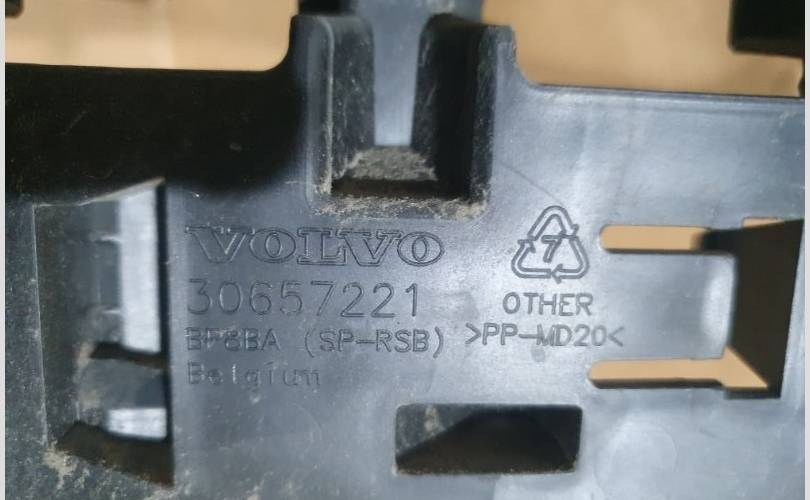 VOLVO
30657221
BF8BA (SP-RSB)
Belgium
7
OTHER
>PP-MD20<